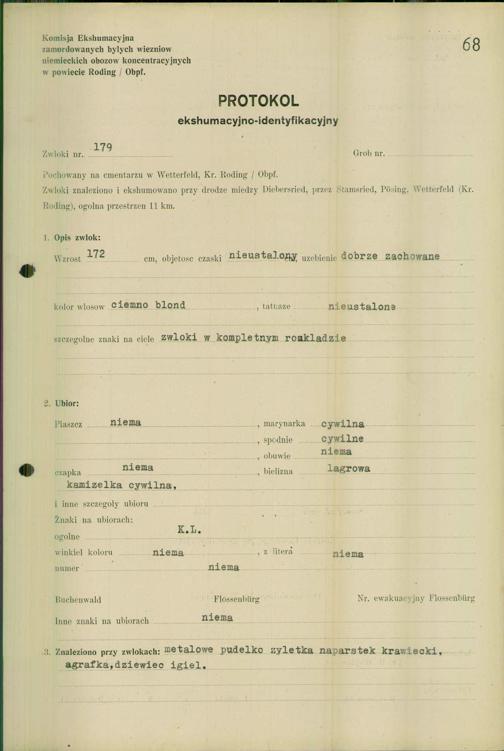 68
Komisja Ekshumacyjna
zamordowanych bylych wiezniow
niemieckich obozow koncentracyjnych
w powiecie Roding / Obpf.
PROTOKOL
ekshumacyjno-identyfikacyjny
Zwloki nr. 179 Grob nr.
Pochowany na cmentarzu w Wetterfeld, Kr. Roding / Obpf.
Zwloki znaleziono i ekshumowano przy drodze miedzy Diebersried, przez Stamsried, Pösing, Wetterfeld (Kr.
Roding), ogolna przestrzen 11 km.
1. Opis zwlok:
Wzrost 172 cm, objetosc czaski nieustalony, uzebienie dobrze zachowane
kolor wlosow ciemno blond , tatuaze nieustalone
szczegolne znaki na ciele zwloki w kompletnym rozkladzie
2. Ubior:
Plaszcz niema , marynarka cywilna
, spodnie cywilne
, obuwie niema
czapka niema , bielizna lagrowa
kamizelka cywilna,
i inne szczegoly ubioru
Znaki na ubiorach:
ogolne K.L.
winkiel koloru niema , z litera niema
numer niema
Buchenwald Flossenbürg Nr. ewakuacyjny Flossenbürg
Inne znaki na ubiorach niema
3. Znaleziono przy zwlokach: metalowe pudelko zyletka naparstek krawiecki,
agrafka,dziewiec igiel.